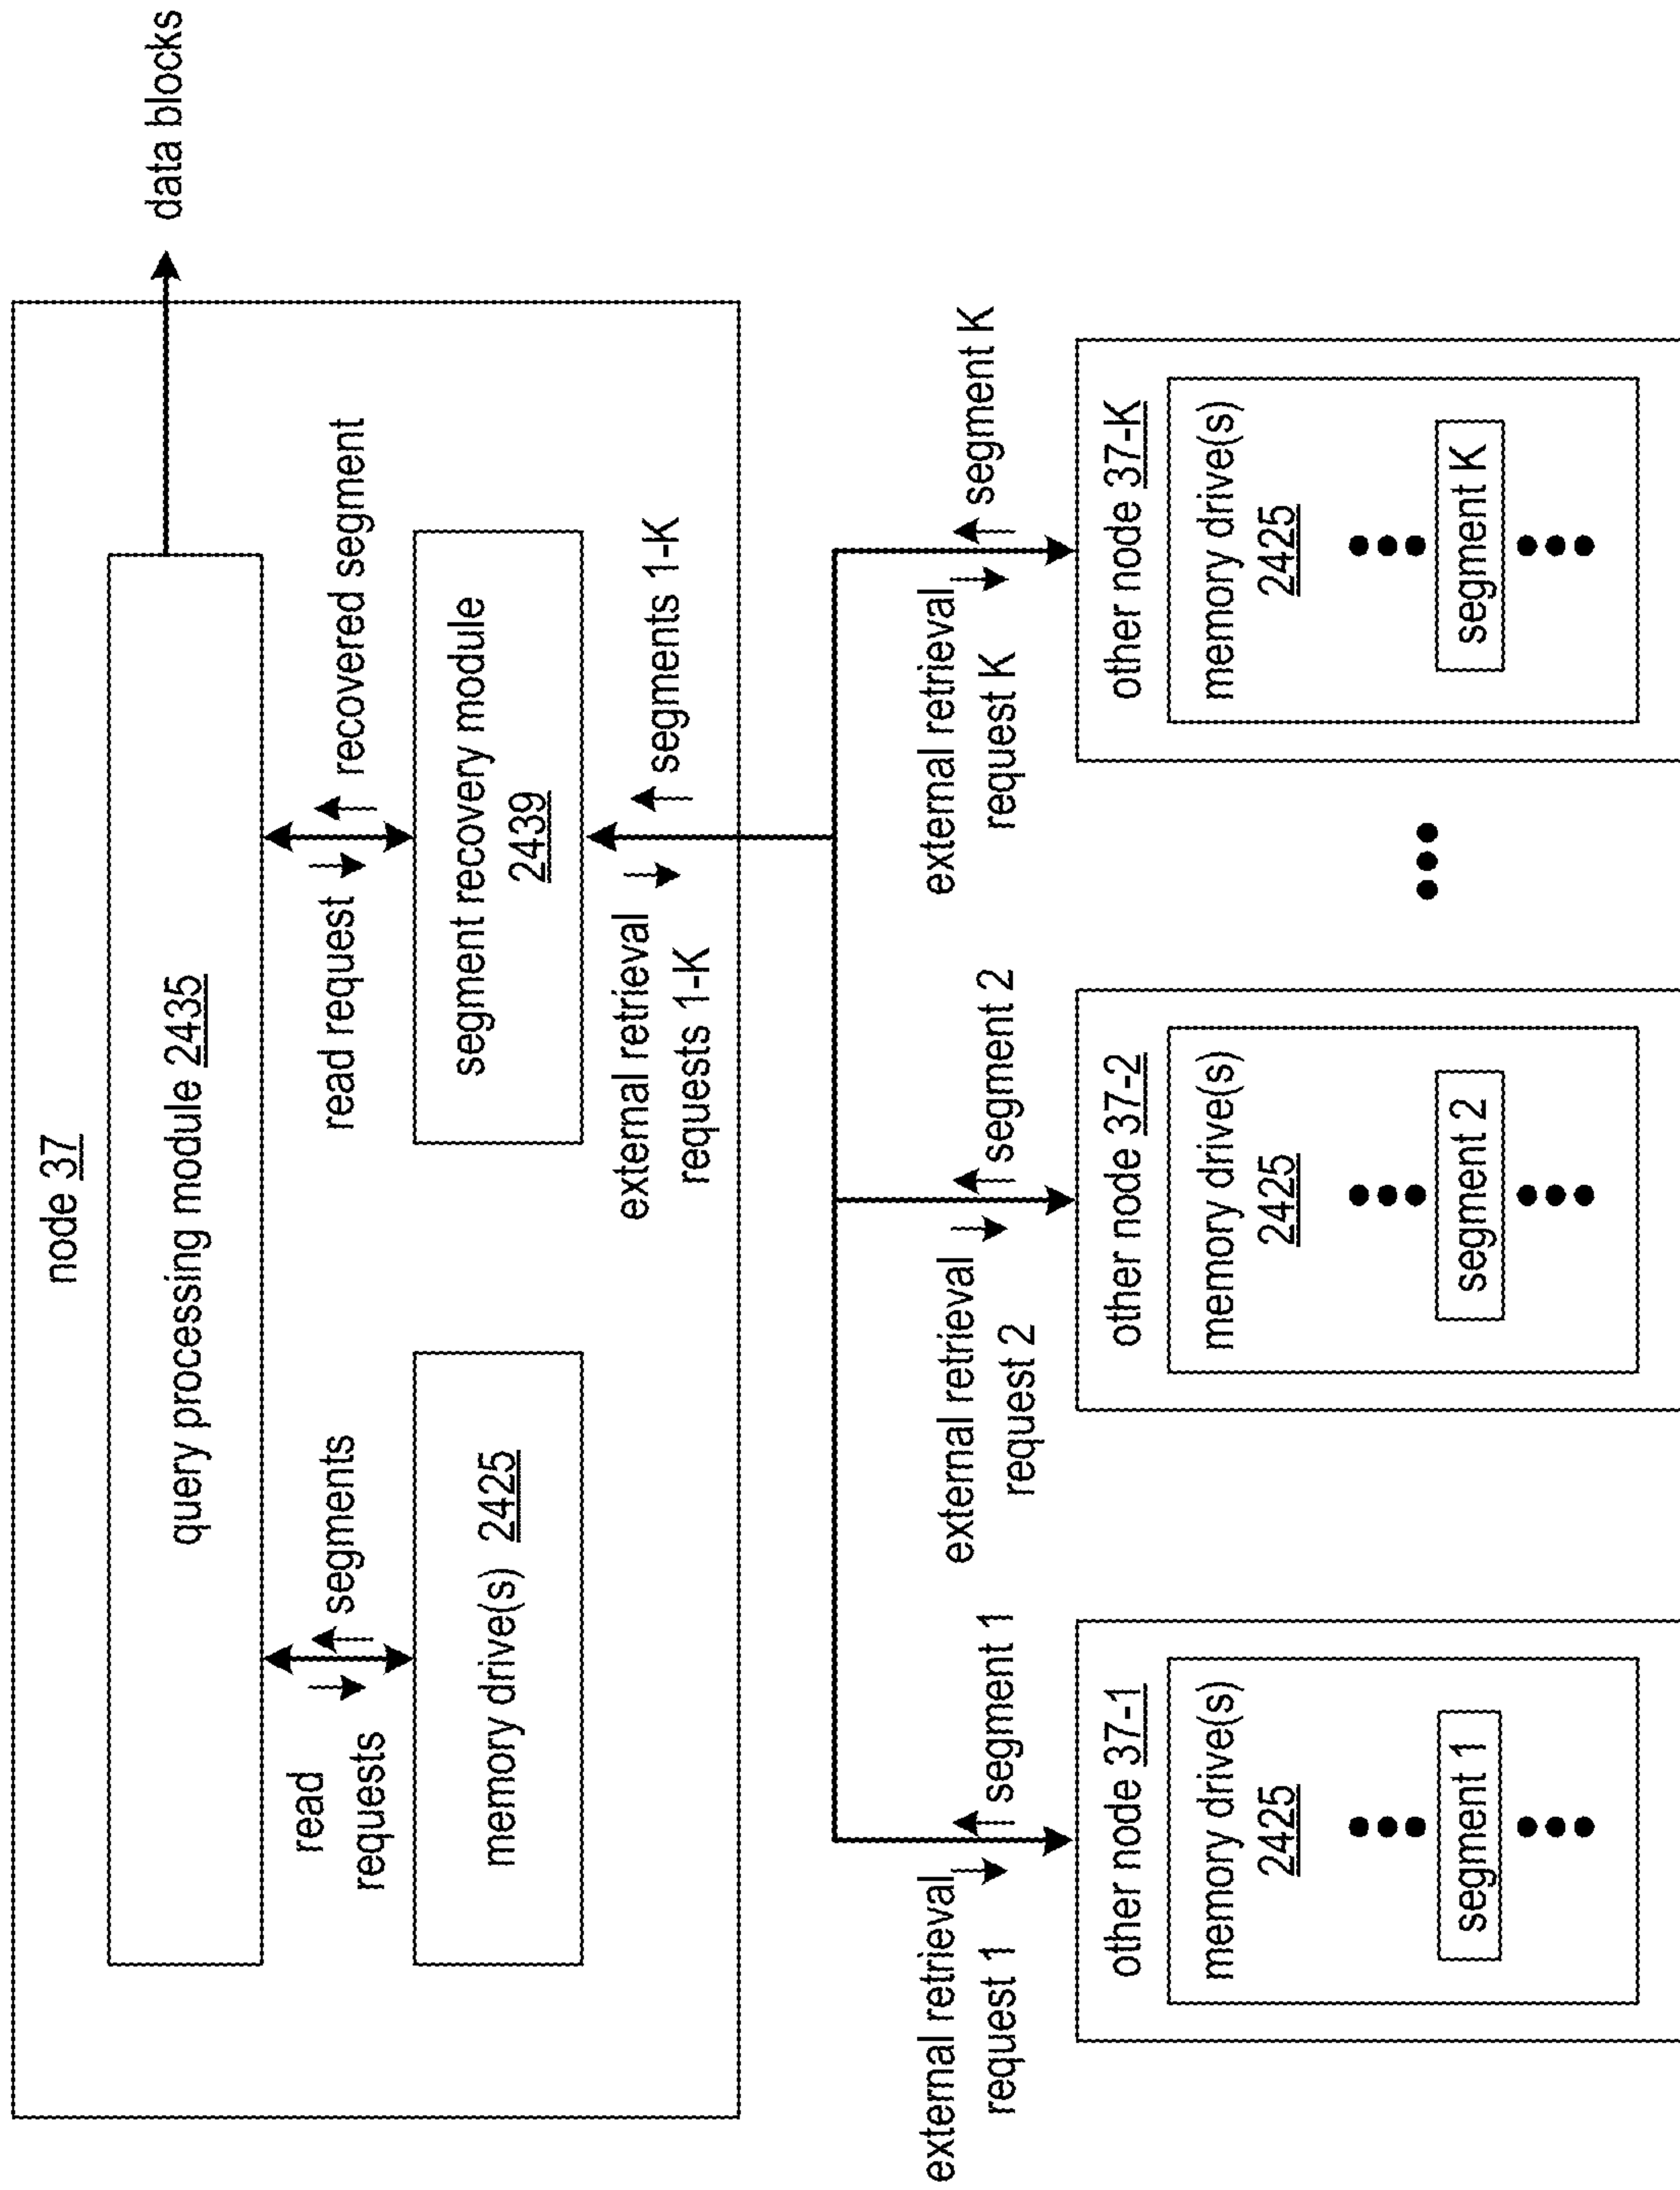 node 37
query processing module 2435
data blocks
read
requests
segments
read request
recovered segment
memory drive(s) 2425
segment recovery module
2439
external retrieval
requests 1-K
segments 1-K
external retrieval
request 1
segment 1
external retrieval
request 2
segment 2
external retrieval
request K
segment K
other node 37-1
memory drive(s)
2425
segment 1
other node 37-2
memory drive(s)
2425
segment 2
other node 37-K
memory drive(s)
2425
segment K